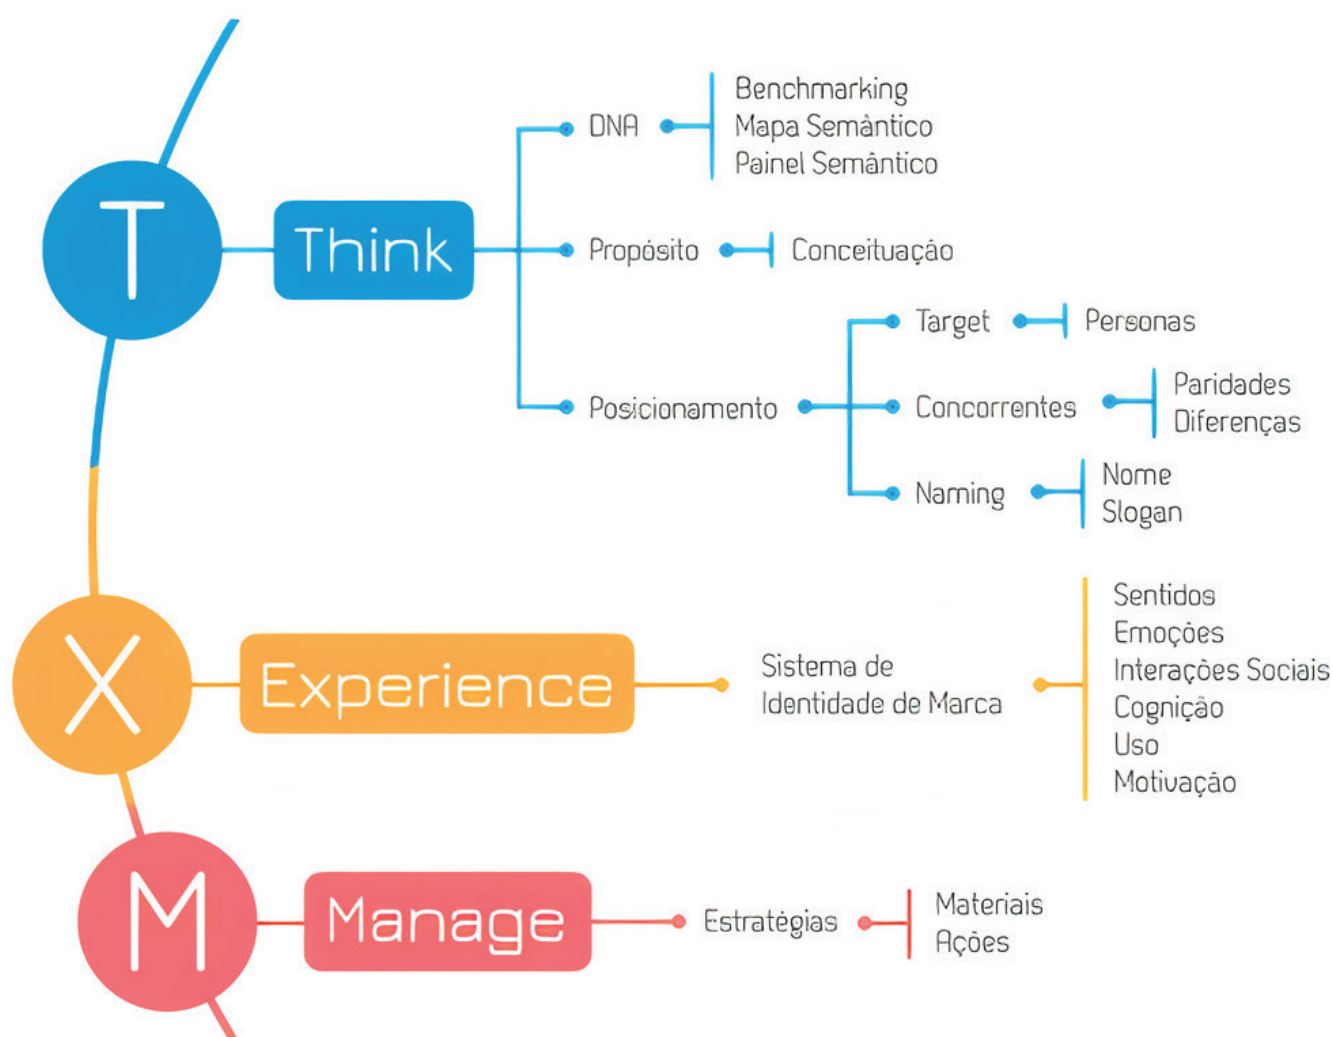 T
Think
DNA
Benchmarking
Mapa Semântico
Painel Semântico
Propósito
Conceituação
Posicionamento
Target
Personas
Concorrentes
Paridades
Diferenças
Naming
Nome
Slogan
X
Experience
Sistema de
Identidade de Marca
Sentidos
Emoções
Interações Sociais
Cognição
Uso
Motivação
M
Manage
Estratégias
Materiais
Ações